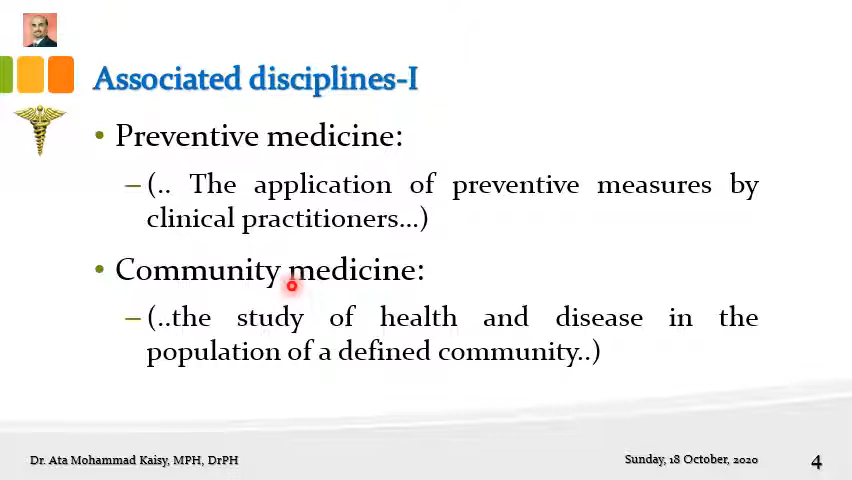 Associated disciplines-I
• Preventive medicine:
– (.. The application of preventive measures by
clinical practitioners...)
• Community medicine:
– (..the study of health and disease in the
population of a defined community..)
Dr. Ata Mohammad Kaisy, MPH, DrPH
Sunday, 18 October, 2020
4